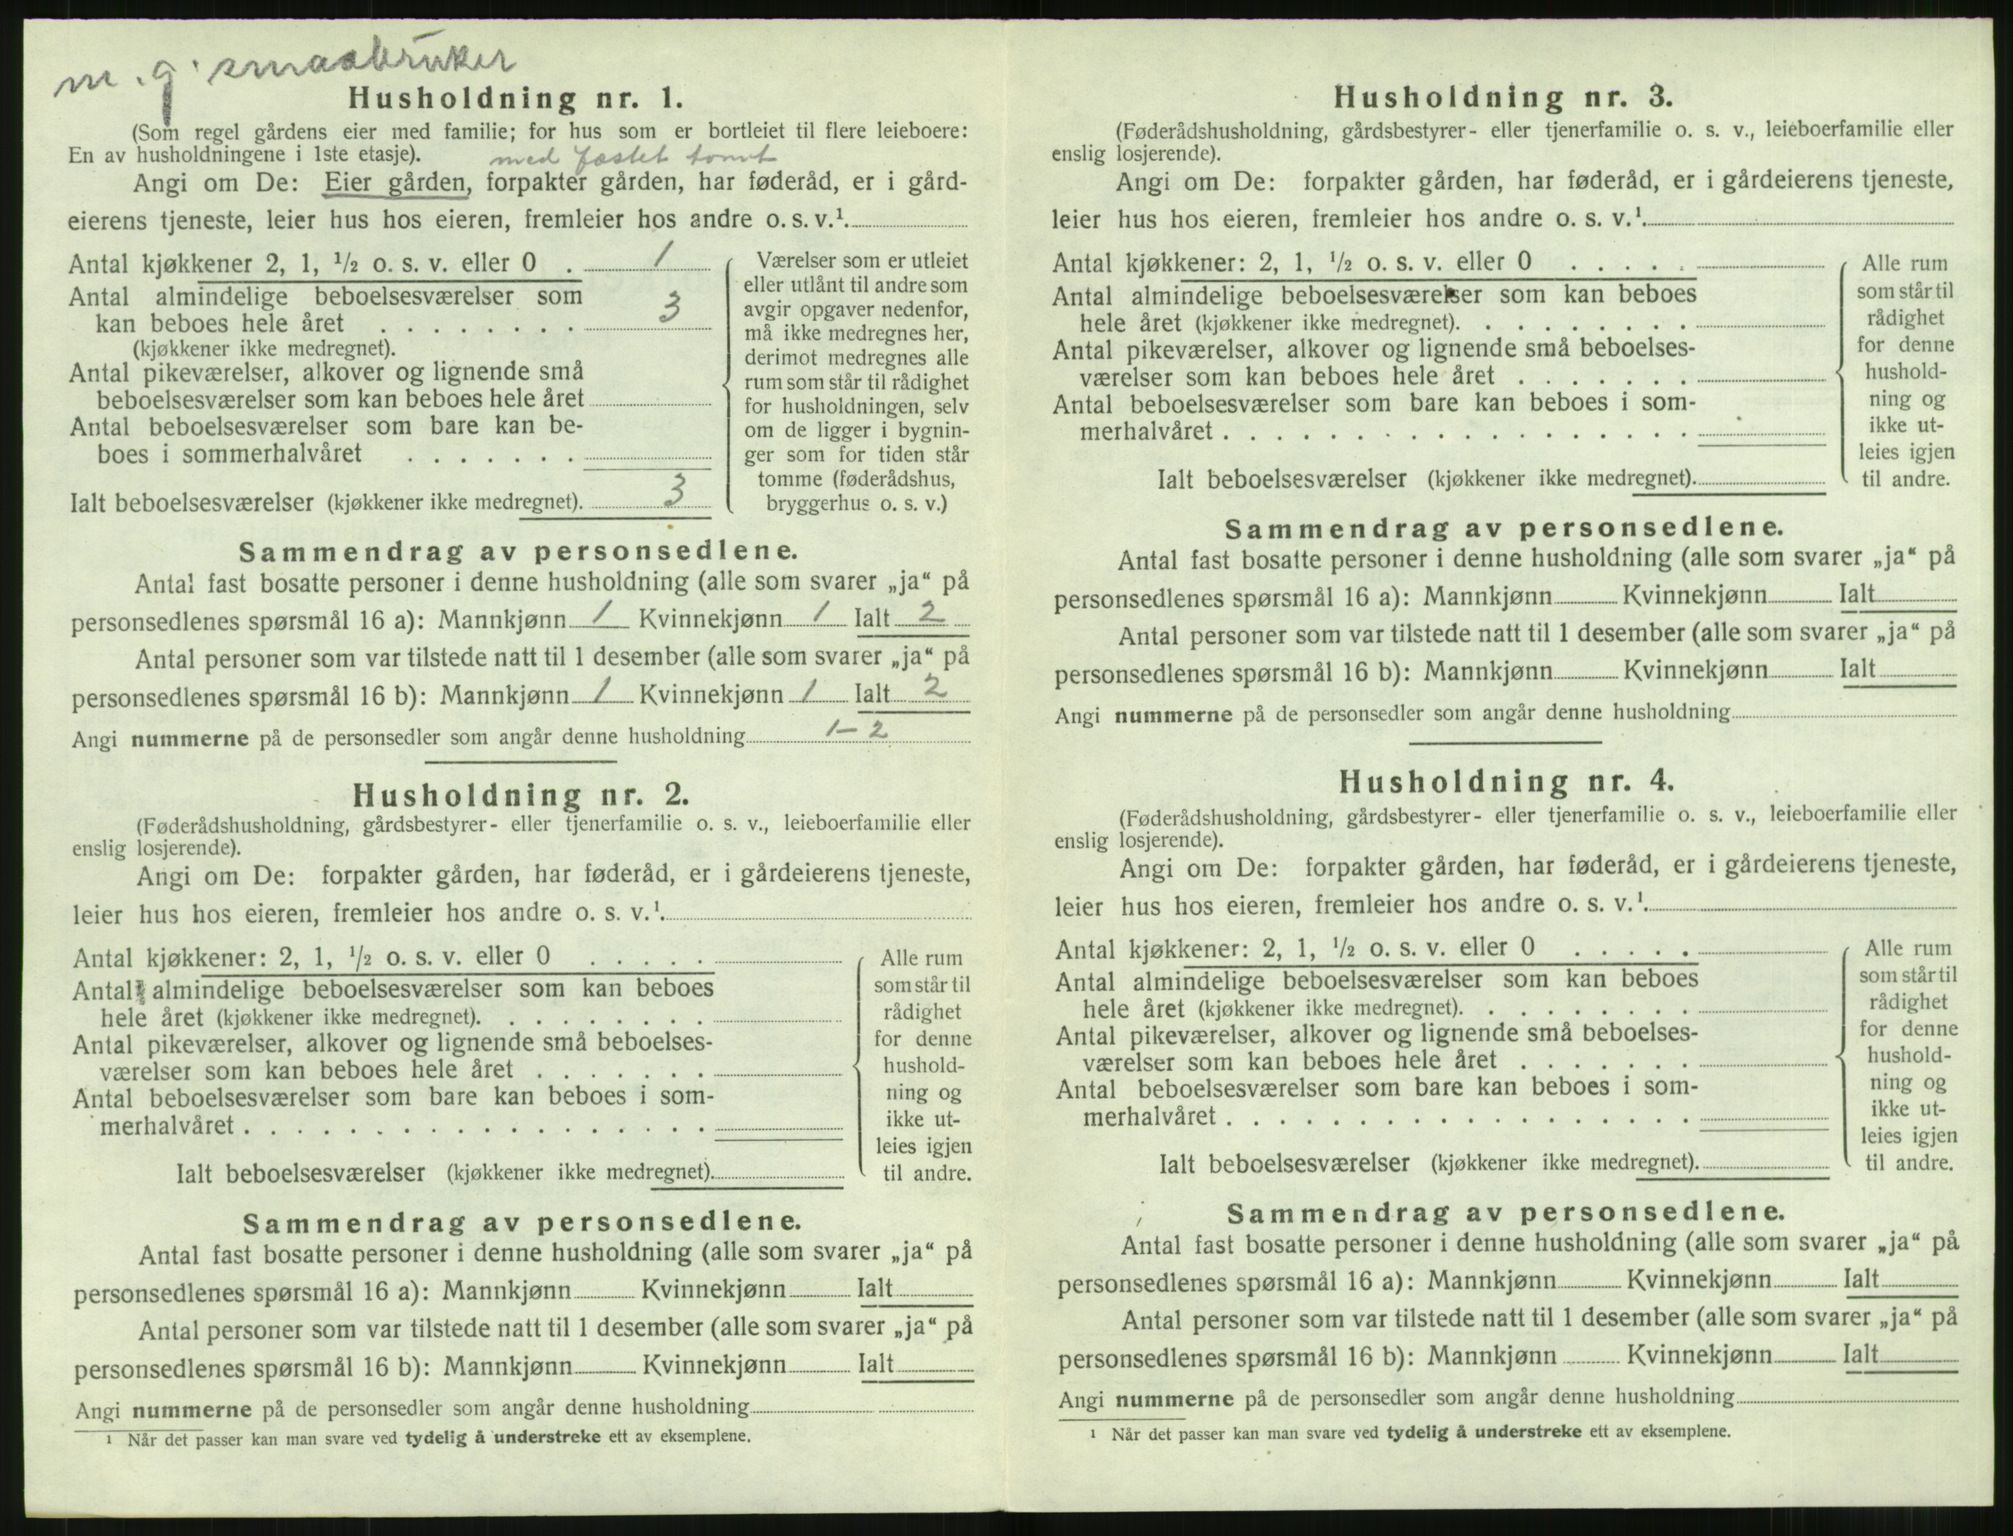 m.g. smaabruker
Husholdning nr. 1.
(Som regel gårdens eier med familie; for hus som er bortleiet til flere leieboere:
En av husholdningene i 1ste etasje).
med festet tomt
Angi om De: Eier gården, forpakter gården, har føderåd, er i gård-
eierens tjeneste, leier hus hos eieren, fremleier hos andre o. s. v.¹
Antal kjøkkener 2, 1, ½ o. s. v. eller 0 . 1
Antal almindelige beboelsesværelser som
kan beboes hele året . . . . . . . . 3
(kjøkkener ikke medregnet).
Antal pikeværelser, alkover og lignende små
beboelsesværelser som kan beboes hele året
Antal beboelsesværelser som bare kan be-
boes i sommerhalvåret . . . . . . .
Ialt beboelsesværelser (kjøkkener ikke medregnet). 3
Værelser som er utleiet
eller utlånt til andre som
avgir opgaver nedenfor,
må ikke medregnes her,
derimot medregnes alle
rum som står til rådighet
for husholdningen, selv
om de ligger i bygnin-
ger som for tiden står
tomme (føderådshus,
bryggerhus o. s. v.)
Sammendrag av personsedlene.
Antal fast bosatte personer i denne husholdning (alle som svarer „ja“ på
personsedlenes spørsmål 16 a): Mannkjønn 1 Kvinnekjønn 1 Ialt 2
Antal personer som var tilstede natt til 1 desember (alle som svarer „ja“ på
personsedlenes spørsmål 16 b): Mannkjønn 1 Kvinnekjønn 1 Ialt 2
Angi nummerne på de personsedler som angår denne husholdning 1-2
Husholdning nr. 2.
(Føderådshusholdning, gårdsbestyrer- eller tjenerfamilie o. s. v., leieboerfamilie eller
enslig losjerende).
Angi om De: forpakter gården, har føderåd, er i gårdeierens tjeneste,
leier hus hos eieren, fremleier hos andre o. s. v.¹
Antal kjøkkener: 2, 1, ½ o. s. v. eller 0 . . . . .
Antal almindelige beboelsesværelser som kan beboes
hele året (kjøkkener ikke medregnet). . . . . . . . .
Antal pikeværelser, alkover og lignende små beboelses-
værelser som kan beboes hele året . . . . . . .
Antal beboelsesværelser som bare kan beboes i som-
merhalvåret . . . . . . . . . . . . . . . . . .
Ialt beboelsesværelser (kjøkkener ikke medregnet).
Alle rum
som står til
rådighet
for denne
hushold-
ning og
ikke ut-
leies igjen
til andre.
Sammendrag av personsedlene.
Antal fast bosatte personer i denne husholdning (alle som svarer „ja“ på
personsedlenes spørsmål 16 a): Mannkjønn Kvinnekjønn Ialt
Antal personer som var tilstede natt til 1 desember (alle som svarer „ja“ på
personsedlenes spørsmål 16 b): Mannkjønn Kvinnekjønn Ialt
Angi nummerne på de personsedler som angår denne husholdning
¹ Når det passer kan man svare ved tydelig å understreke ett av eksemplene.
Husholdning nr. 3.
(Føderådshusholdning, gårdsbestyrer- eller tjenerfamilie o. s. v., leieboerfamilie eller
enslig losjerende).
Angi om De: forpakter gården, har føderåd, er i gårdeierens tjeneste,
leier hus hos eieren, fremleier hos andre o. s. v.¹
Antal kjøkkener: 2, 1, ½ o. s. v. eller 0 . . . . .
Antal almindelige beboelsesværelser som kan beboes
hele året (kjøkkener ikke medregnet). . . . . . . . .
Antal pikeværelser, alkover og lignende små beboelses-
værelser som kan beboes hele året . . . . . . .
Antal beboelsesværelser som bare kan beboes i som-
merhalvåret . . . . . . . . . . . . . . . . . .
Ialt beboelsesværelser (kjøkkener ikke medregnet).
Alle rum
som står til
rådighet
for denne
hushold-
ning og
ikke ut-
leies igjen
til andre.
Sammendrag av personsedlene.
Antal fast bosatte personer i denne husholdning (alle som svarer „ja“ på
personsedlenes spørsmål 16 a): Mannkjønn Kvinnekjønn Ialt
Antal personer som var tilstede natt til 1 desember (alle som svarer „ja“ på
personsedlenes spørsmål 16 b): Mannkjønn Kvinnekjønn Ialt
Angi nummerne på de personsedler som angår denne husholdning
Husholdning nr. 4.
(Føderådshusholdning, gårdsbestyrer- eller tjenerfamilie o. s. v., leieboerfamilie eller
enslig losjerende).
Angi om De: forpakter gården, har føderåd, er i gårdeierens tjeneste,
leier hus hos eieren, fremleier hos andre o. s. v.¹
Antal kjøkkener: 2, 1, ½ o. s. v. eller 0 . . . . .
Antal almindelige beboelsesværelser som kan beboes
hele året (kjøkkener ikke medregnet). . . . . . . . .
Antal pikeværelser, alkover og lignende små beboelses-
værelser som kan beboes hele året . . . . . . .
Antal beboelsesværelser som bare kan beboes i som-
merhalvåret . . . . . . . . . . . . . . . . . .
Ialt beboelsesværelser (kjøkkener ikke medregnet).
Alle rum
som står til
rådighet
for denne
hushold-
ning og
ikke ut-
leies igjen
til andre.
Sammendrag av personsedlene.
Antal fast bosatte personer i denne husholdning (alle som svarer „ja“ på
personsedlenes spørsmål 16 a): Mannkjønn Kvinnekjønn Ialt
Antal personer som var tilstede natt til 1 desember (alle som svarer „ja“ på
personsedlenes spørsmål 16 b): Mannkjønn Kvinnekjønn Ialt
Angi nummerne på de personsedler som angår denne husholdning
¹ Når det passer kan man svare ved tydelig å understreke ett av eksemplene.